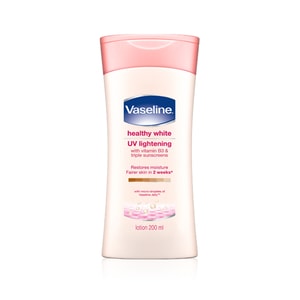 Vaseline
healthy white
UV lightening
with vitamin B3 &
triple sunscreens
Restores moisture
Fairer skin in 2 weeks*
lotion 200 ml